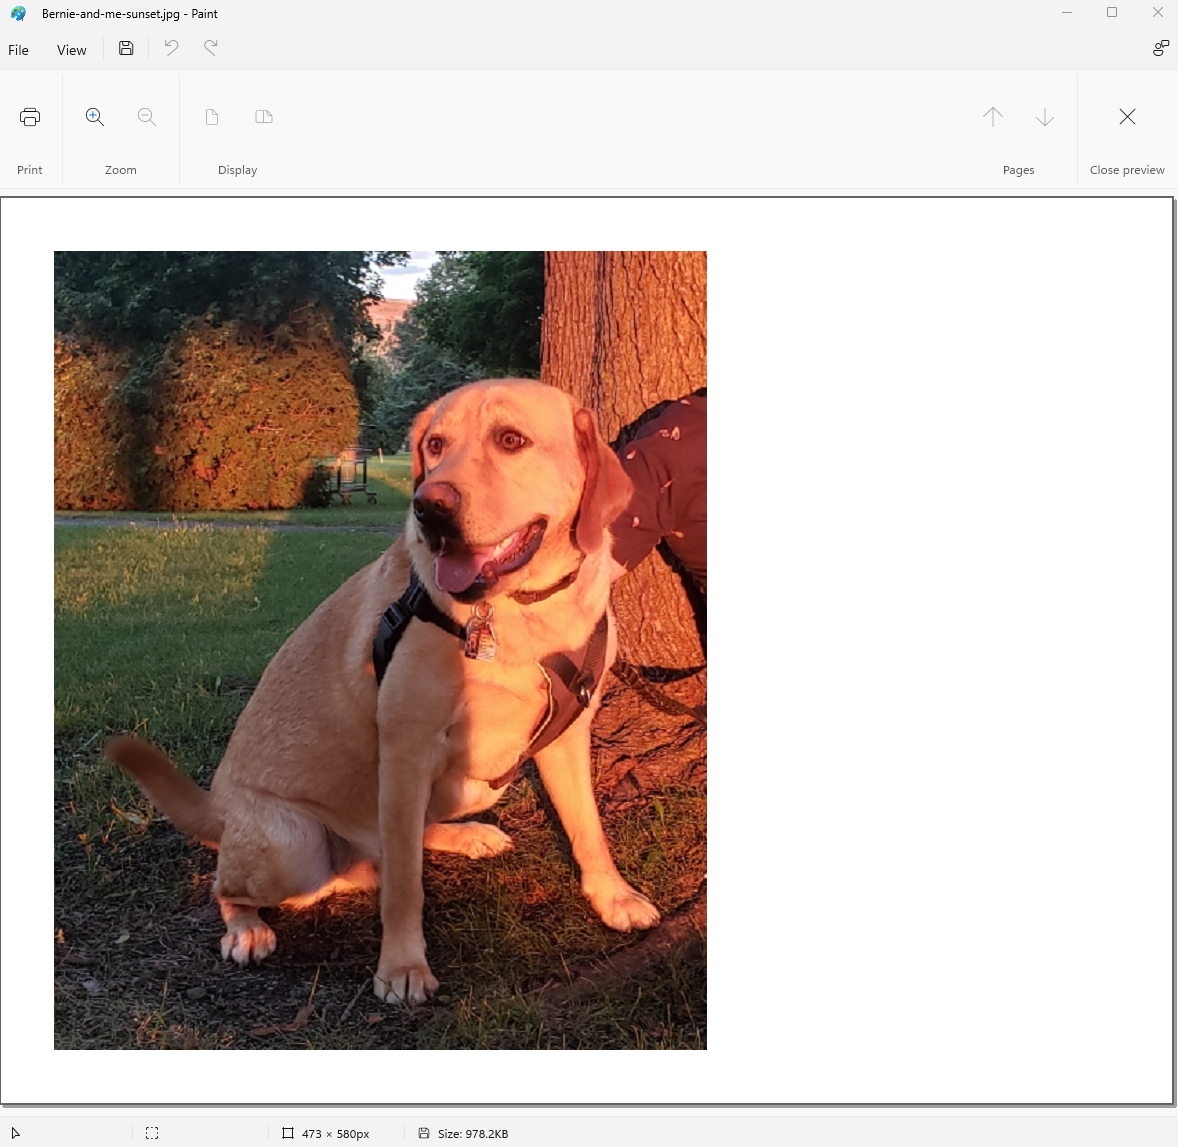 Bernie-and-me-sunset.jpg - Paint
File View
Print Zoom Display Pages Close preview
473 × 580px Size: 978.2KB